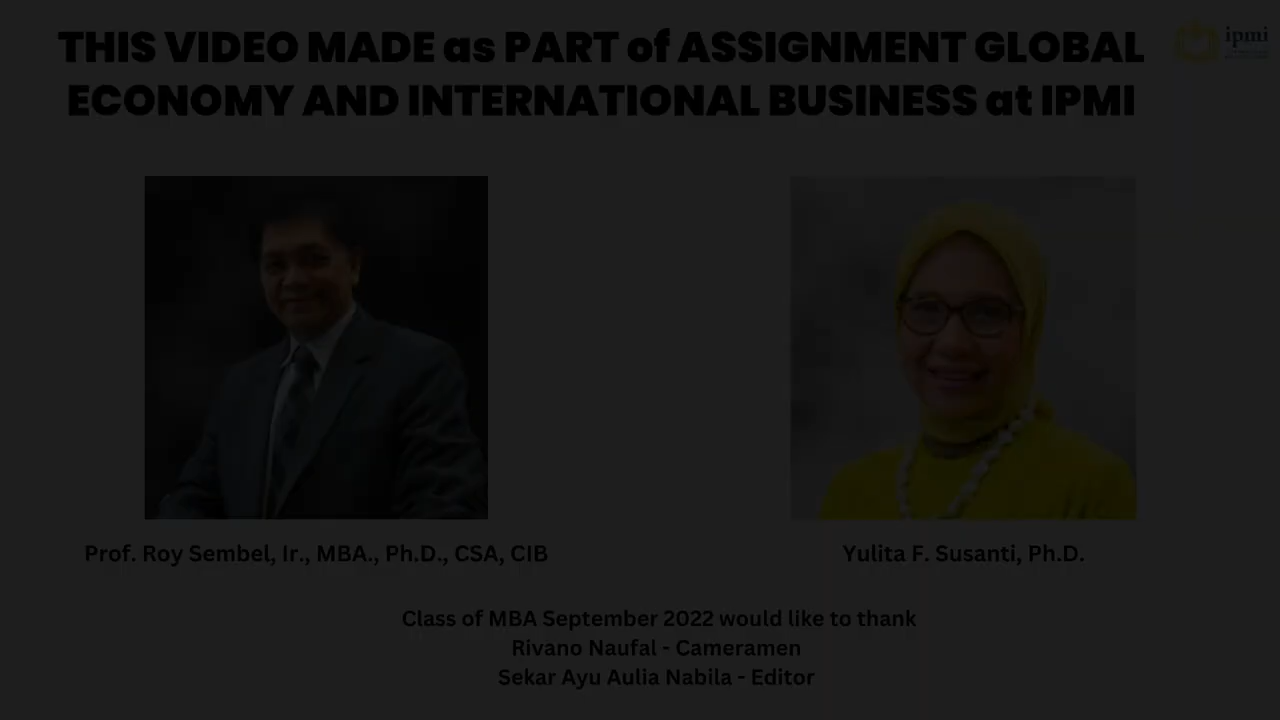 THIS VIDEO MADE as PART of ASSIGNMENT GLOBAL
ECONOMY AND INTERNATIONAL BUSINESS at IPMI
ipmi
Prof. Roy Sembel, Ir., MBA., Ph.D., CSA, CIB
Yulita F. Susanti, Ph.D.
Class of MBA September 2022 would like to thank
Rivano Naufal - Cameramen
Sekar Ayu Aulia Nabila - Editor